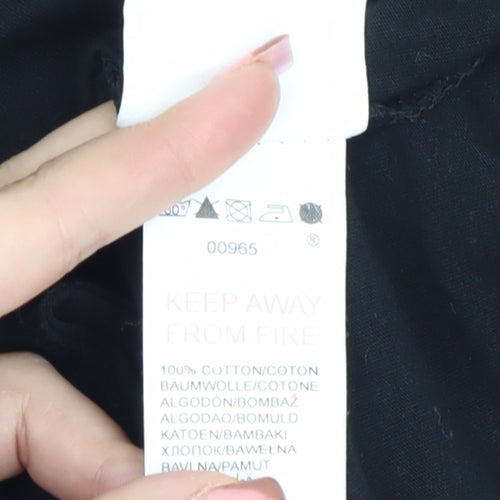 00965
®
KEEP AWAY
FROM FIRE
100% COTTON/COTON
BAUMWOLLE/COTONE
ALGODÓN/BOMBAŽ
ALGODAO/BOMULD
KATOEN/BAMBAKI
ХЛОПОК/BAWEŁNA
BAVLNA/PAMUT